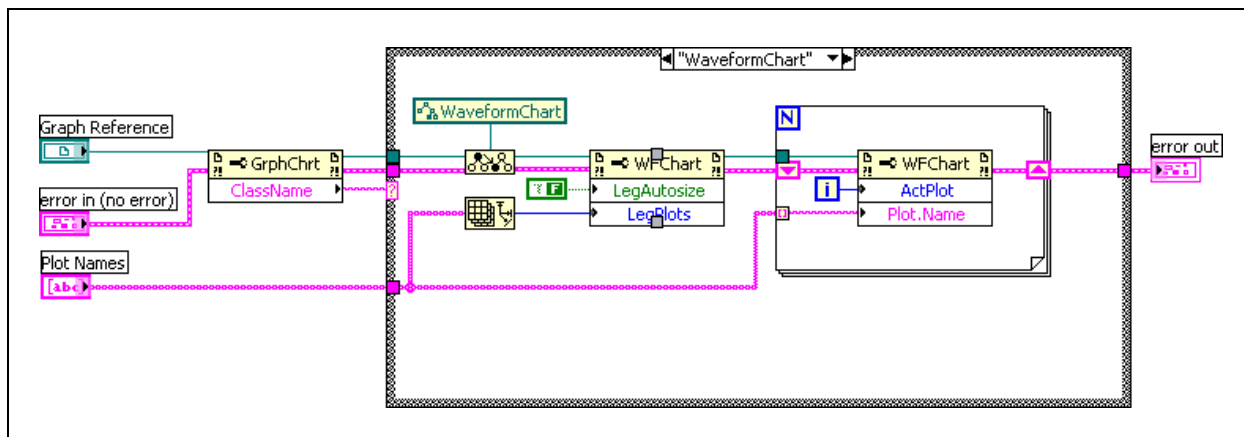 "WaveformChart"
WaveformChart
Graph Reference
GrphChrt
ClassName
?
error in (no error)
Plot Names
[abc]
WFChart
LegAutosize
F
LegPlots
N
WFChart
i
ActPlot
Plot.Name
error out